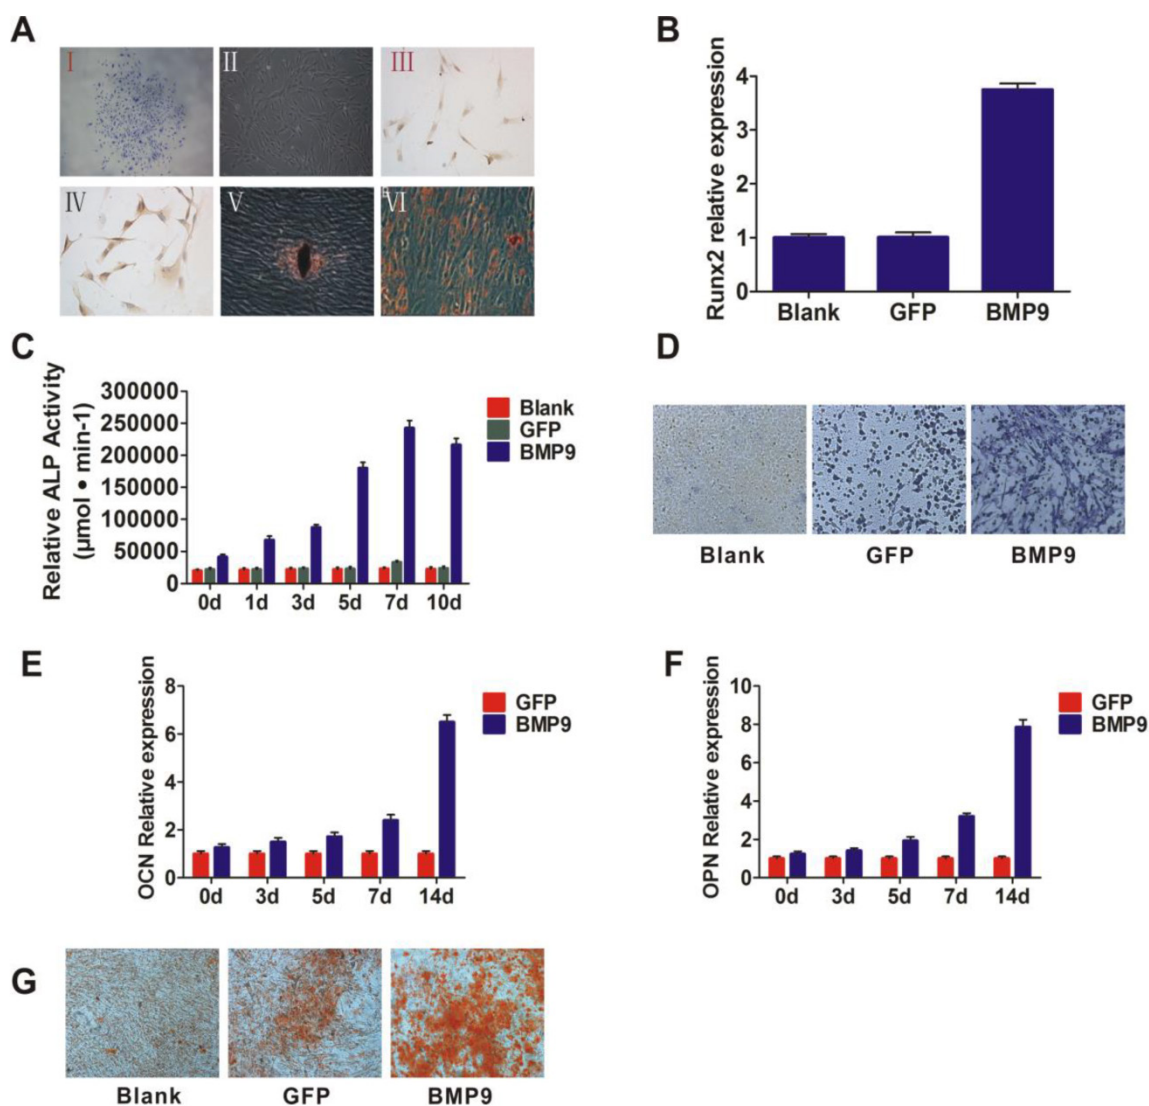 A
I
II
III
IV
V
VI
B
Runx2 relative expression
4
3
2
1
0
Blank
GFP
BMP9
C
Relative ALP Activity
(μmol • min-1)
300000
250000
200000
150000
100000
50000
0
0d
1d
3d
5d
7d
10d
Blank
GFP
BMP9
D
Blank
GFP
BMP9
E
OCN Relative expression
8
6
4
2
0
0d
3d
5d
7d
14d
GFP
BMP9
F
OPN Relative expression
10
8
6
4
2
0
0d
3d
5d
7d
14d
GFP
BMP9
G
Blank
GFP
BMP9